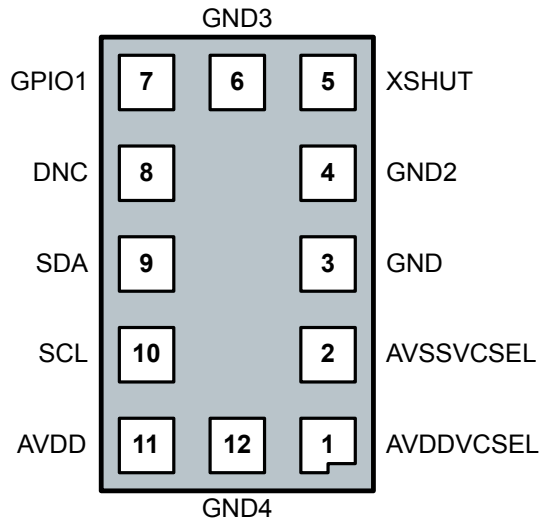 GND3
GPIO1 7 6 5 XSHUT
DNC 8 4 GND2
SDA 9 3 GND
SCL 10 2 AVSSVCSEL
AVDD 11 12 1 AVDDVCSEL
GND4